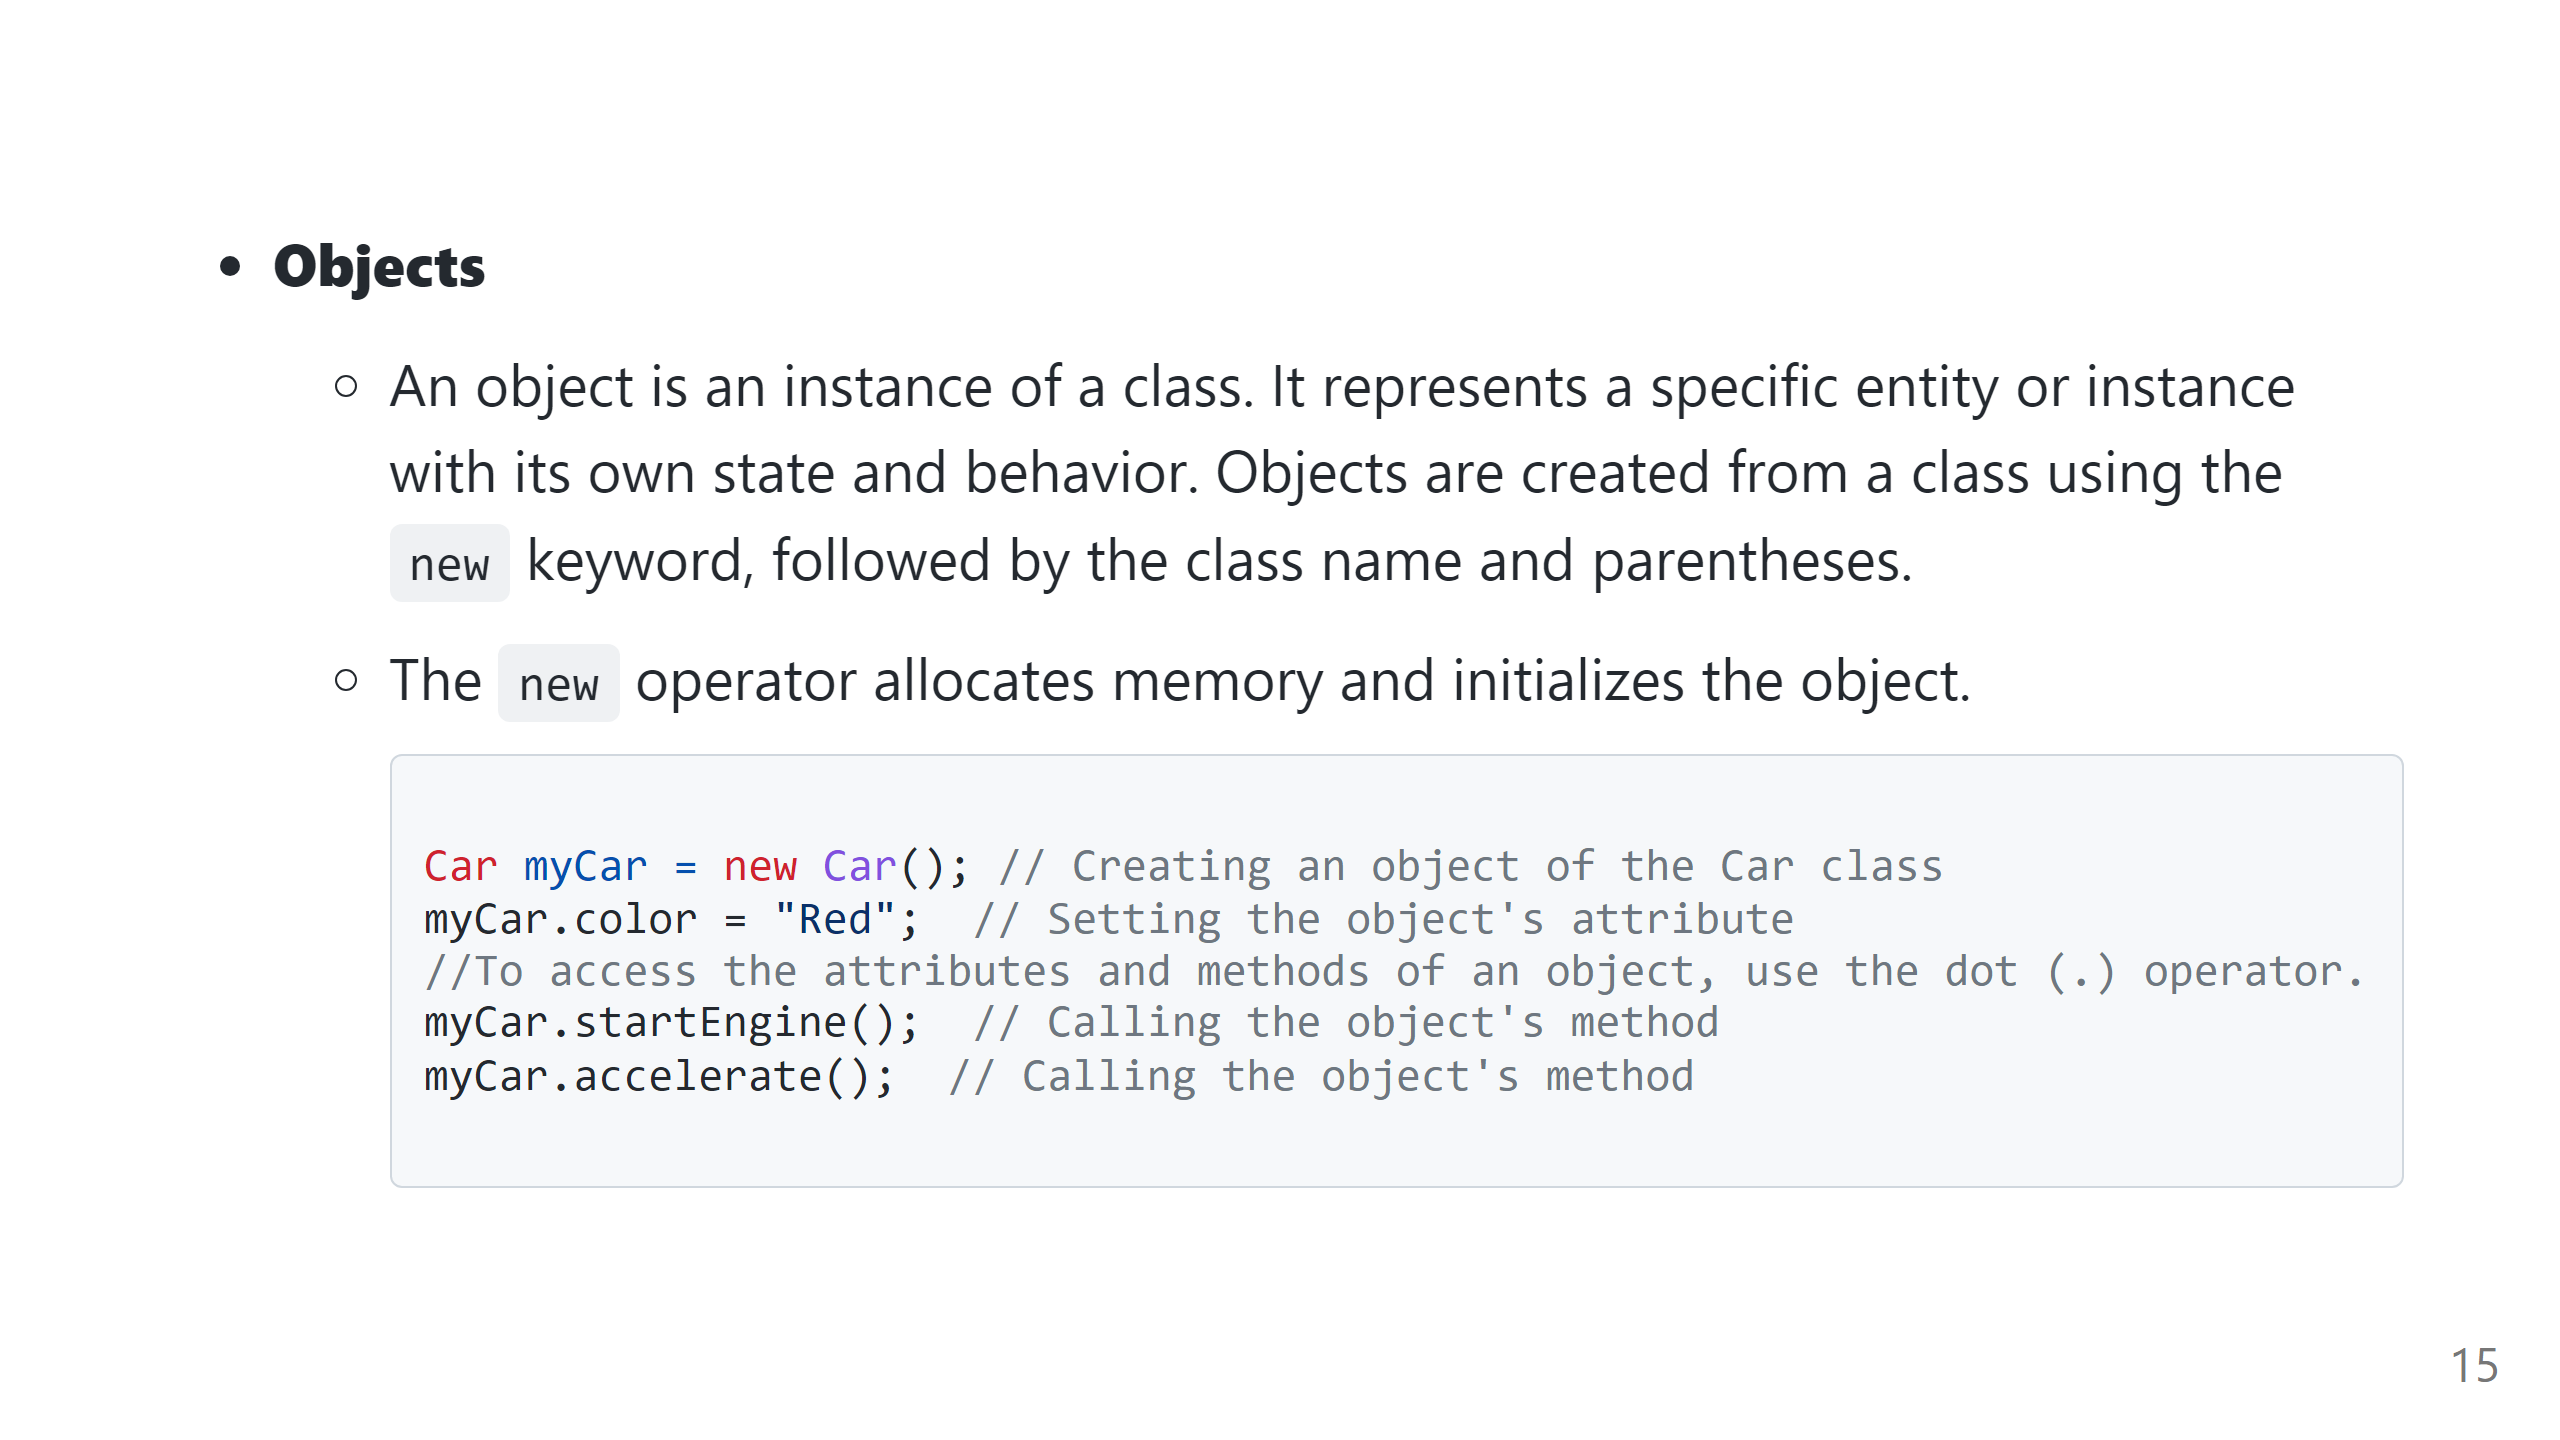 Objects
An object is an instance of a class. It represents a specific entity or instance
with its own state and behavior. Objects are created from a class using the
new keyword, followed by the class name and parentheses.
The new operator allocates memory and initializes the object.
Car myCar = new Car(); // Creating an object of the Car class
myCar.color = "Red";  // Setting the object's attribute
//To access the attributes and methods of an object, use the dot (.) operator.
myCar.startEngine();  // Calling the object's method
myCar.accelerate();  // Calling the object's method
15